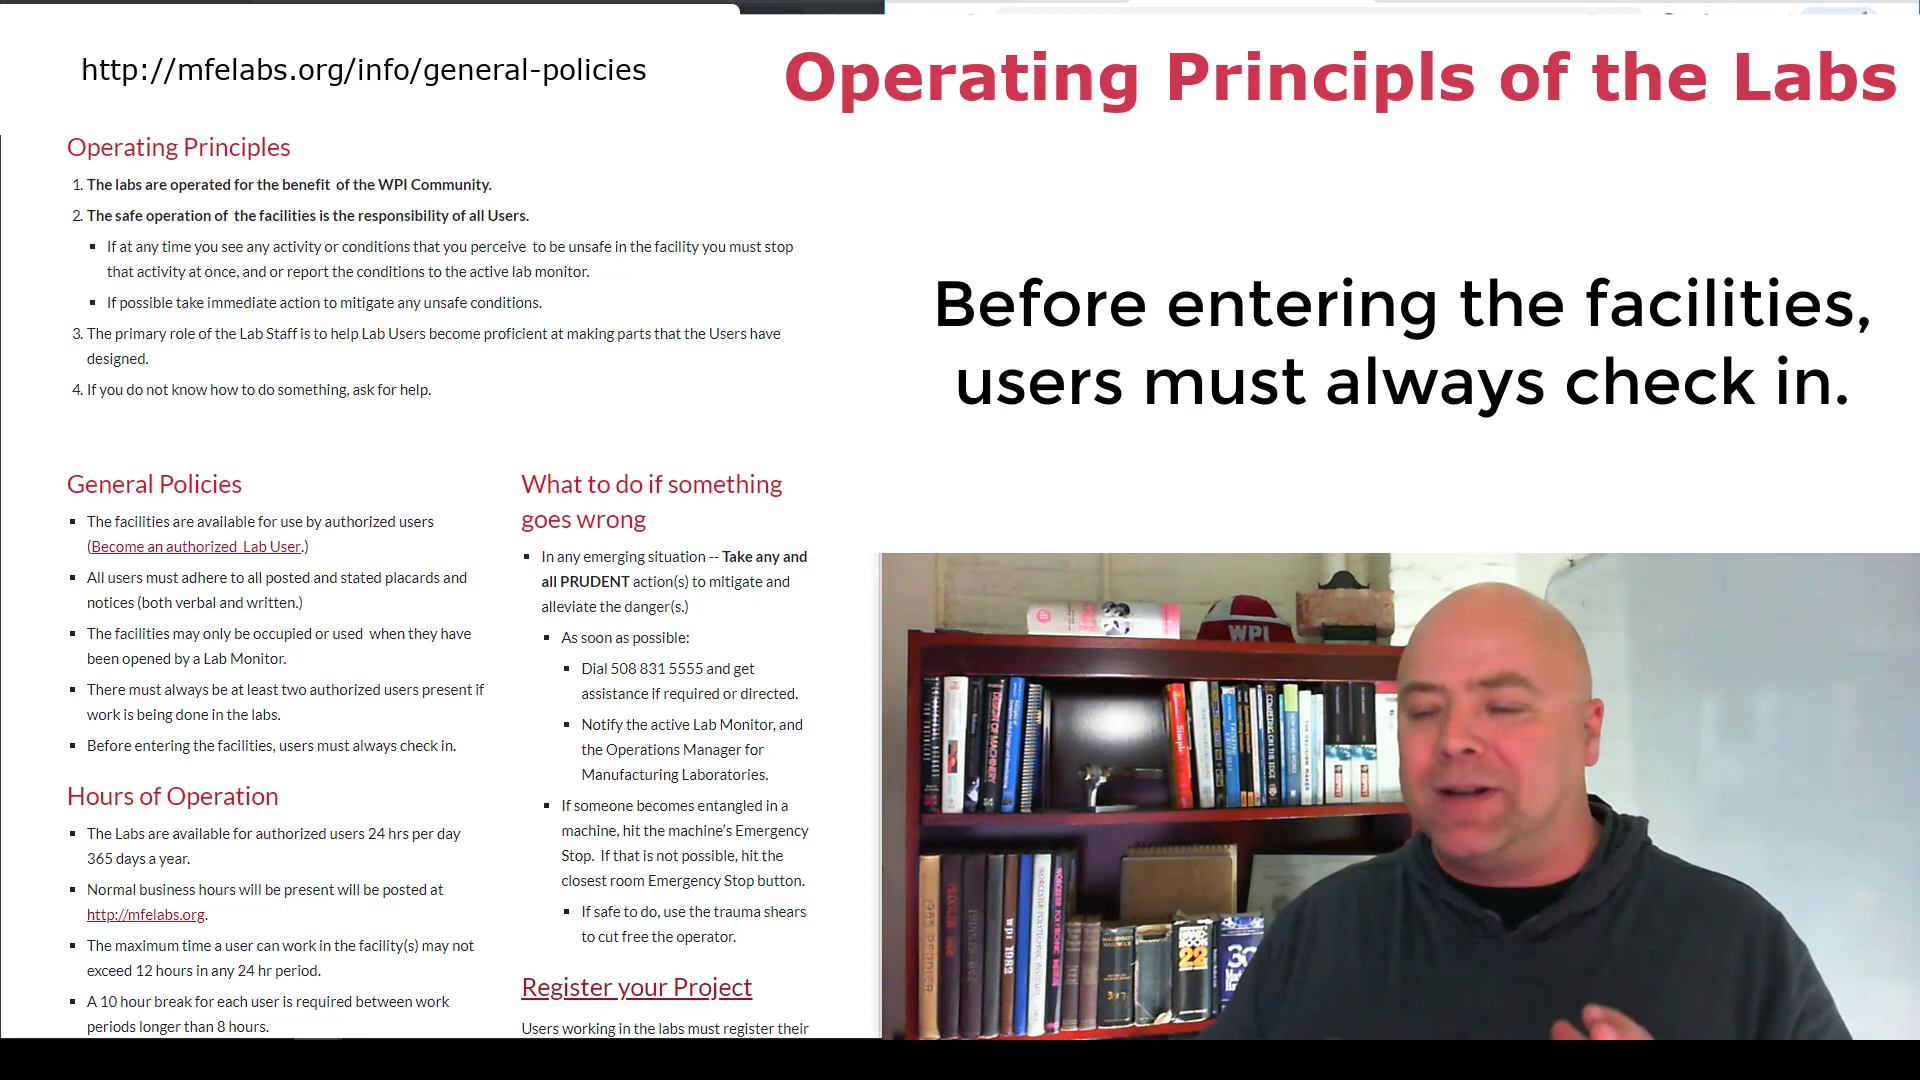 http://mfelabs.org/info/general-policies
Operating Principls of the Labs
Operating Principles
1. The labs are operated for the benefit of the WPI Community.
2. The safe operation of the facilities is the responsibility of all Users.
If at any time you see any activity or conditions that you perceive to be unsafe in the facility you must stop
that activity at once, and or report the conditions to the active lab monitor.
If possible take immediate action to mitigate any unsafe conditions.
3. The primary role of the Lab Staff is to help Lab Users become proficient at making parts that the Users have
designed.
4. If you do not know how to do something, ask for help.
Before entering the facilities,
users must always check in.
General Policies
The facilities are available for use by authorized users
(Become an authorized Lab User.)
All users must adhere to all posted and stated placards and
notices (both verbal and written.)
The facilities may only be occupied or used when they have
been opened by a Lab Monitor.
There must always be at least two authorized users present if
work is being done in the labs.
Before entering the facilities, users must always check in.
Hours of Operation
The Labs are available for authorized users 24 hrs per day
365 days a year.
Normal business hours will be present will be posted at
http://mfelabs.org.
The maximum time a user can work in the facility(s) may not
exceed 12 hours in any 24 hr period.
A 10 hour break for each user is required between work
periods longer than 8 hours.
What to do if something
goes wrong
In any emerging situation -- Take any and
all PRUDENT action(s) to mitigate and
alleviate the danger(s.)
As soon as possible:
Dial 508 831 5555 and get
assistance if required or directed.
Notify the active Lab Monitor, and
the Operations Manager for
Manufacturing Laboratories.
If someone becomes entangled in a
machine, hit the machine's Emergency
Stop. If that is not possible, hit the
closest room Emergency Stop button.
If safe to do, use the trauma shears
to cut free the operator.
Register your Project
Users working in the labs must register their
WPI
DESIGN OF MACHINERY
Simple
COMPETING ON THE EDGE
WPI 1982
WORCESTER POLYTECHNIC INSTITUTE
BOOK
22
30